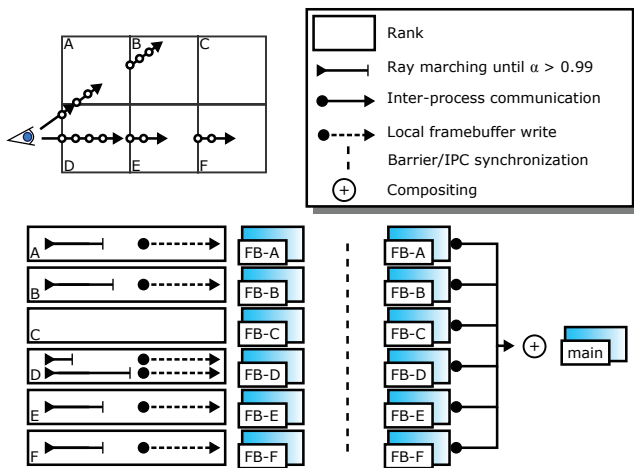 A B C
D E F
Rank
Ray marching until α > 0.99
Inter-process communication
Local framebuffer write
Barrier/IPC synchronization
+ Compositing
A FB-A FB-A
B FB-B FB-B
C FB-C FB-C
+ main
D FB-D FB-D
E FB-E FB-E
F FB-F FB-F